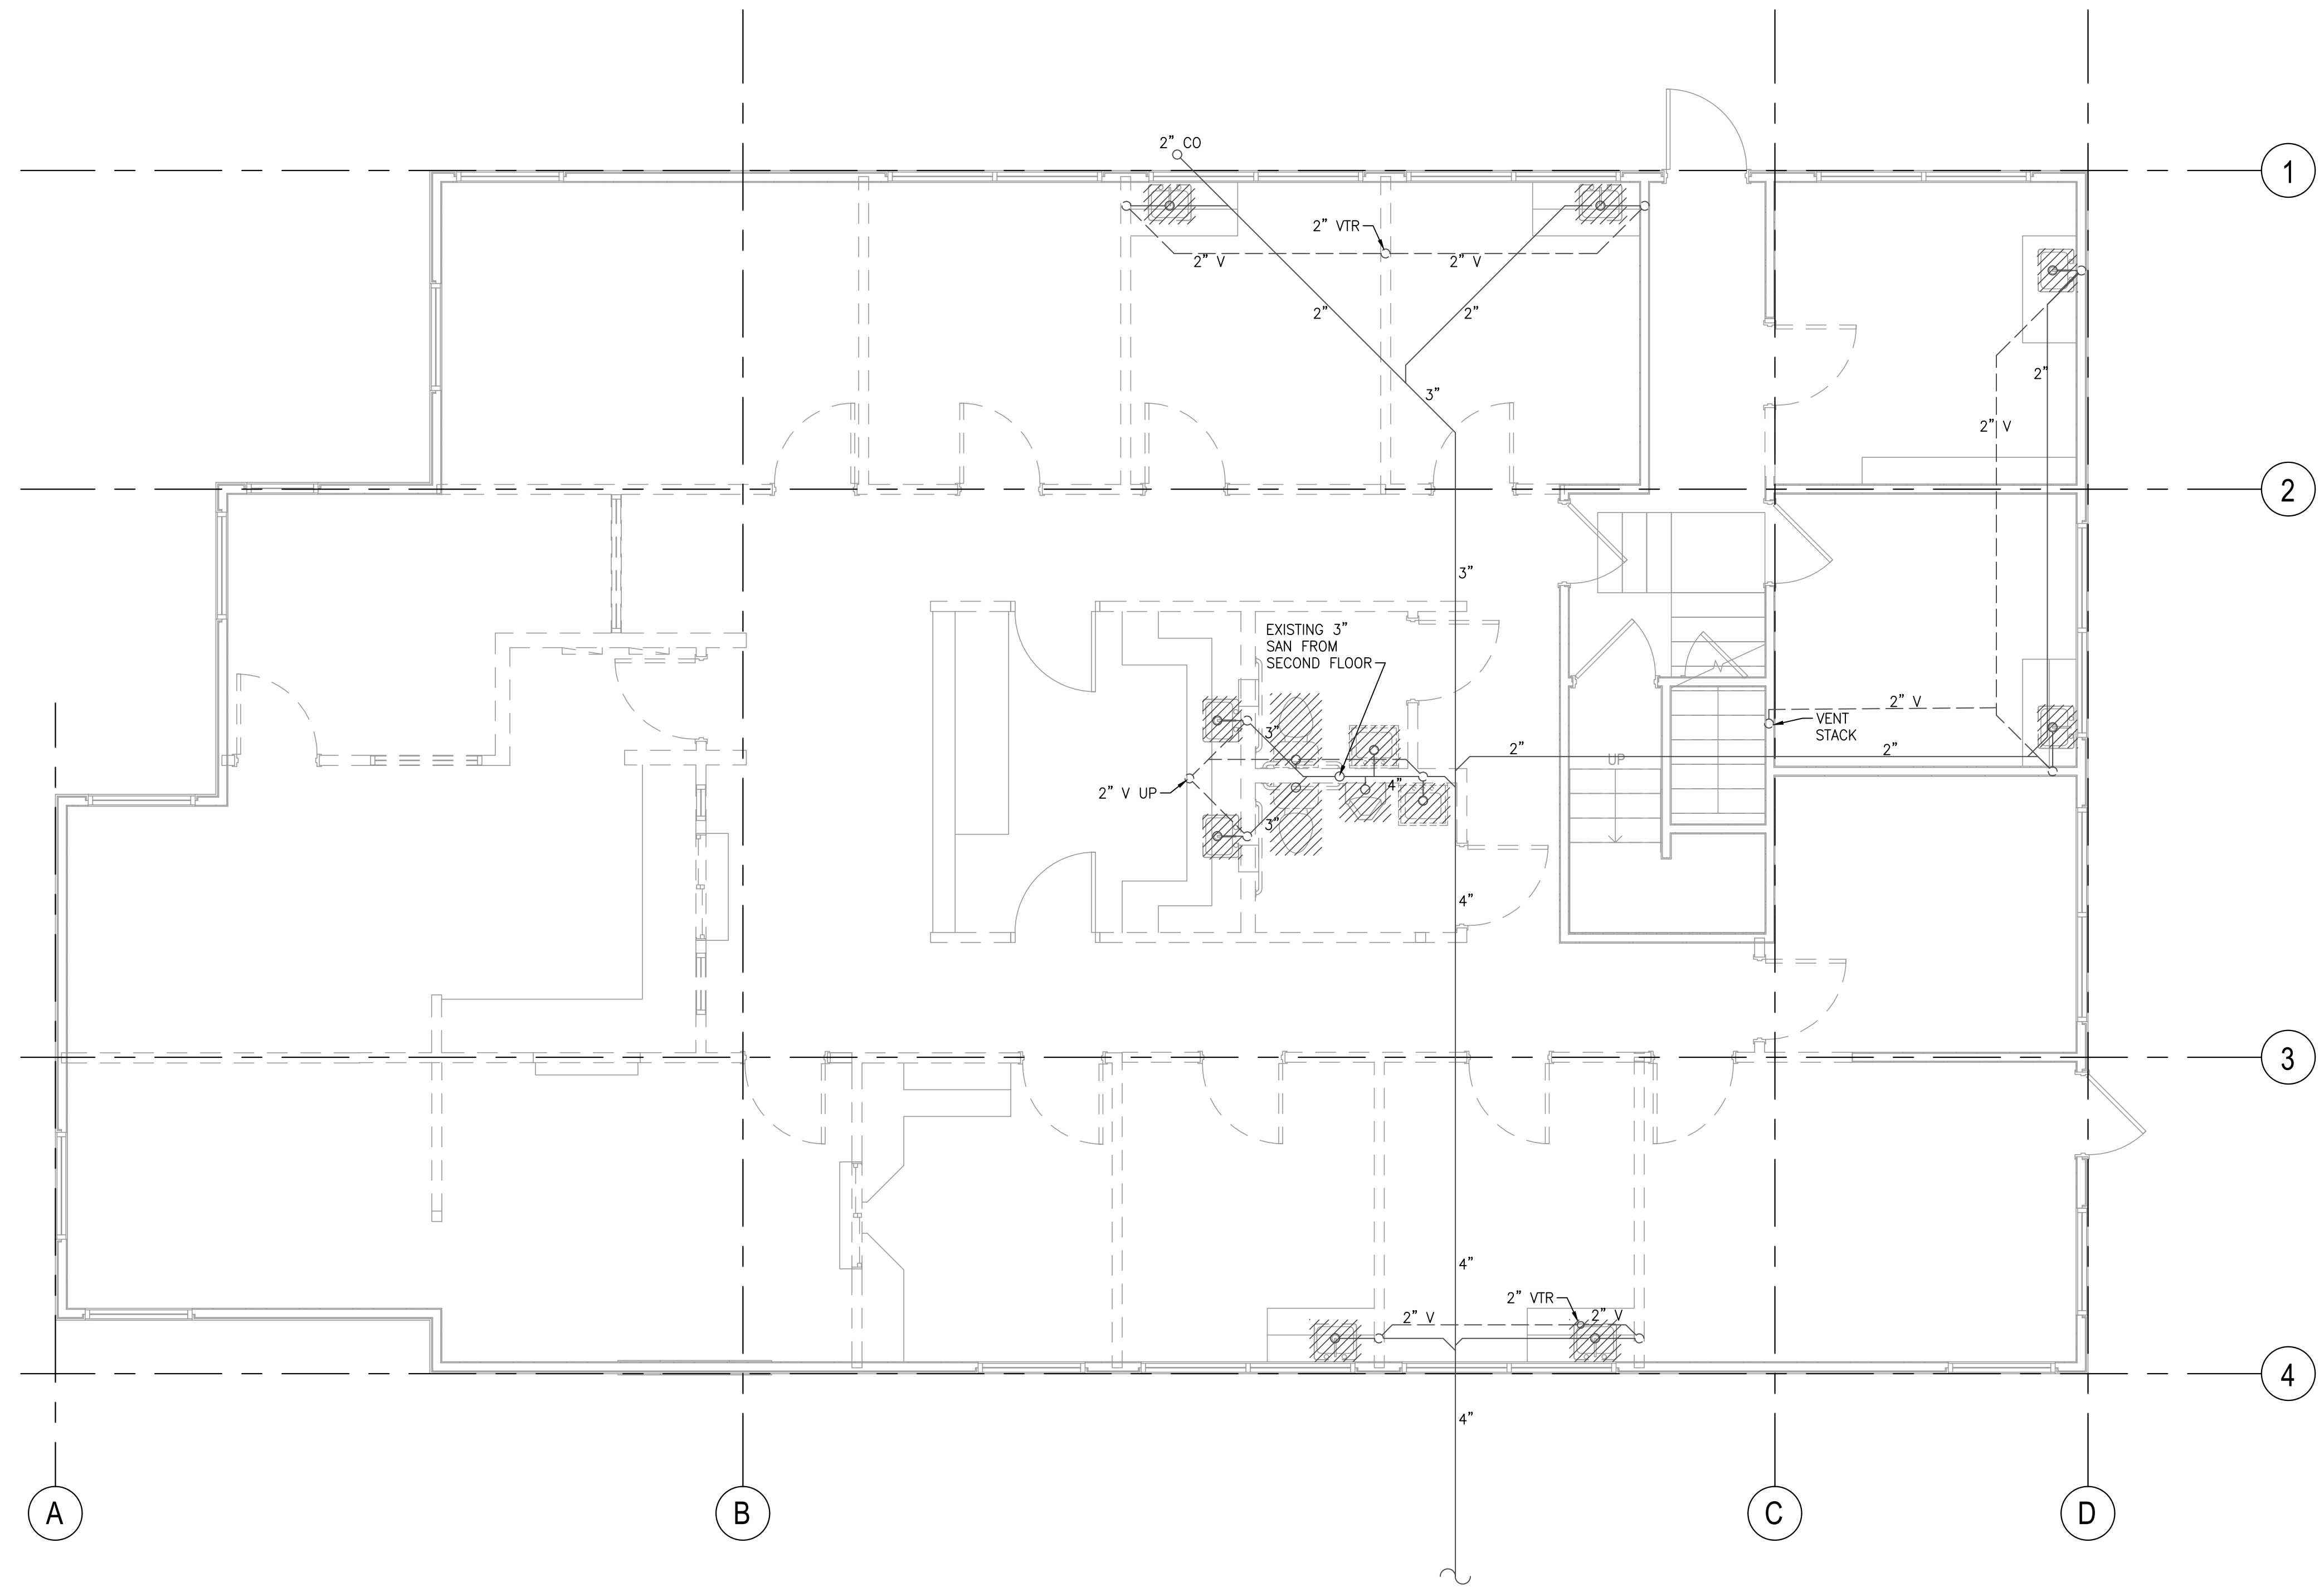 2" CO
1
2" VTR
2" V
2" V
2"
2"
2"
3"
2" V
2
3"
EXISTING 3"
SAN FROM
SECOND FLOOR
2" V
VENT
STACK
3"
2"
2"
UP
2" V UP
4"
3"
4"
3
4"
2" VTR
2" V
2" V
4
4"
A
B
C
D